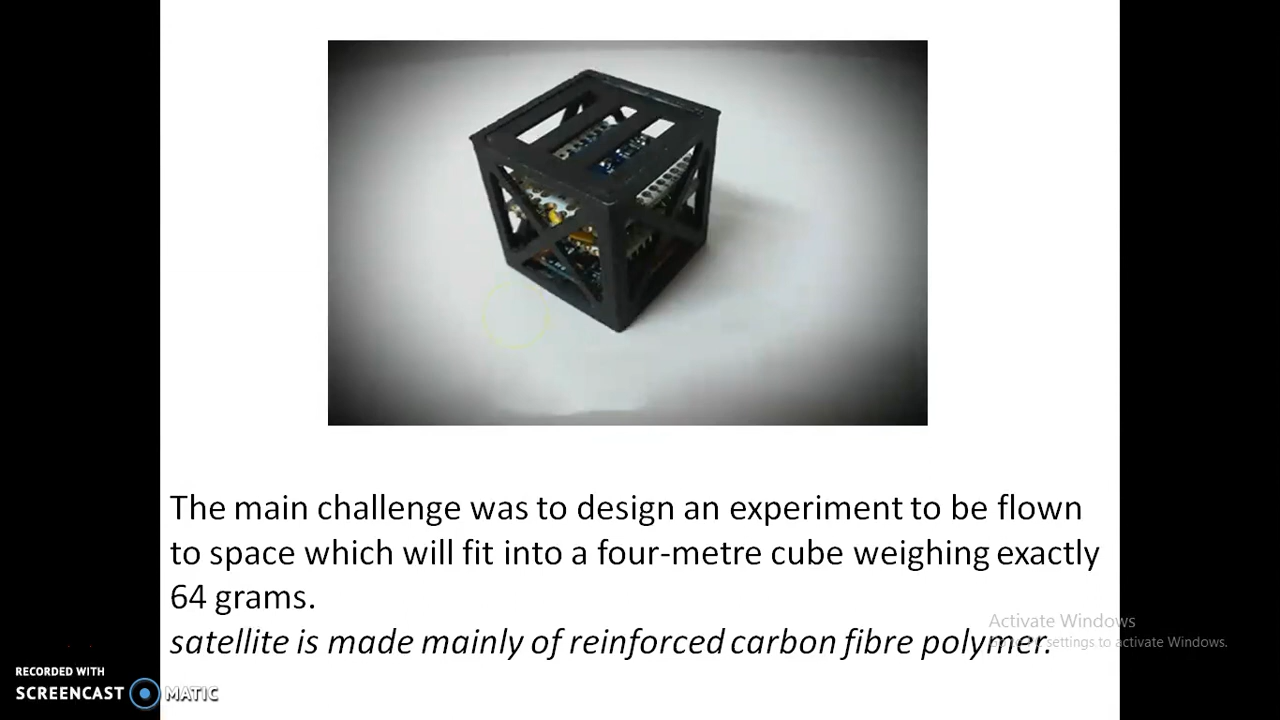 The main challenge was to design an experiment to be flown
to space which will fit into a four-metre cube weighing exactly
64 grams.
satellite is made mainly of reinforced carbon fibre polymer.
Activate Windows
settings to activate Windows.
RECORDED WITH
SCREENCAST MATIC